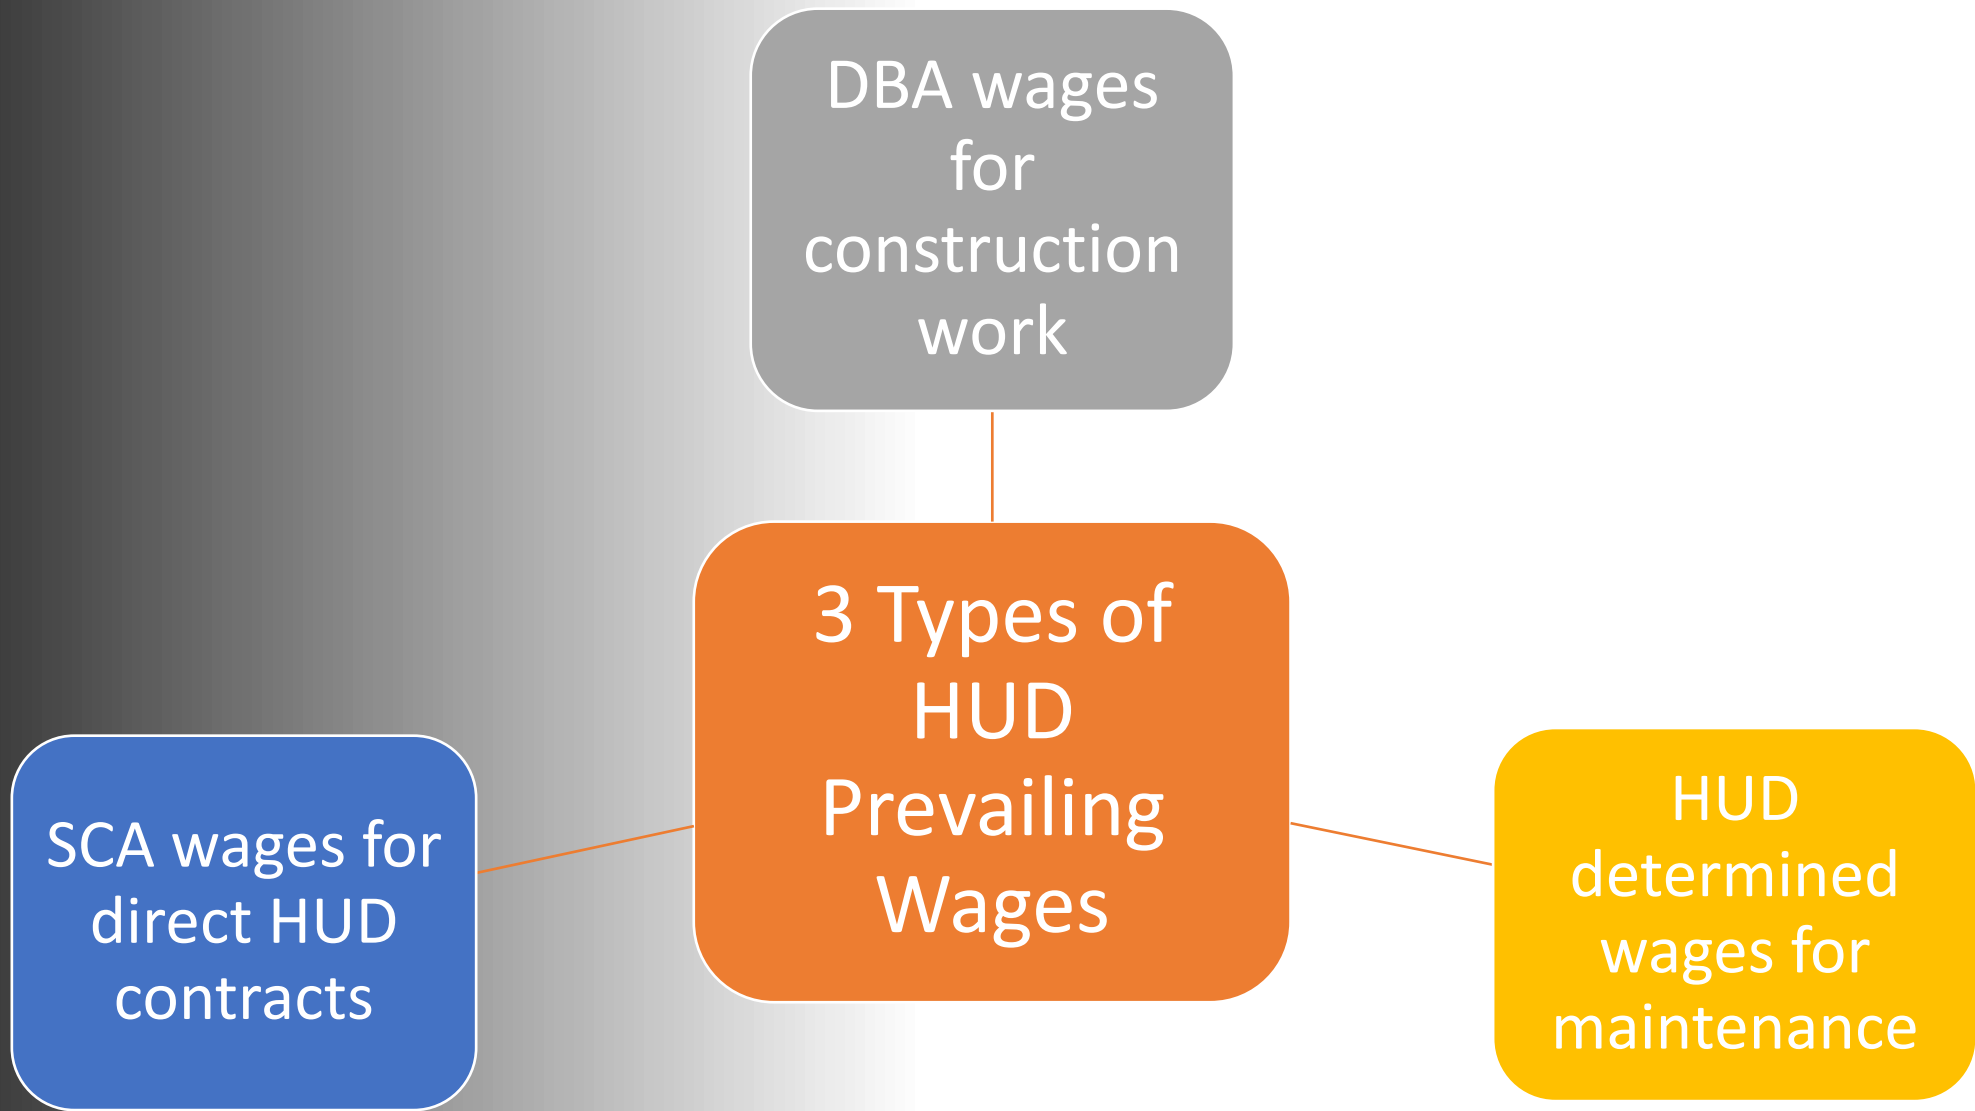 DBA wages
for
construction
work
3 Types of
HUD
Prevailing
Wages
SCA wages for
direct HUD
contracts
HUD
determined
wages for
maintenance